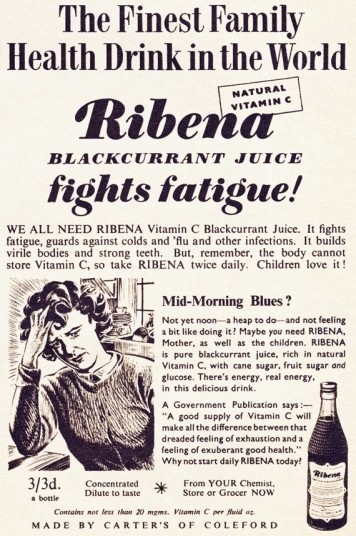 The Finest Family
Health Drink in the World
NATURAL
VITAMIN C
Ribena
BLACKCURRANT JUICE
fights fatigue!
WE ALL NEED RIBENA Vitamin C Blackcurrant Juice. It fights
fatigue, guards against colds and 'flu and other infections. It builds
virile bodies and strong teeth. But, remember, the body cannot
store Vitamin C, so take RIBENA twice daily. Children love it!
Mid-Morning Blues?
Not yet noon—a heap to do—and not feeling
a bit like doing it? Maybe you need RIBENA,
Mother, as well as the children. RIBENA
is pure blackcurrant juice, rich in natural
Vitamin C, with cane sugar, fruit sugar and
glucose. There's energy, real energy,
in this delicious drink.
A Government Publication says:—
"A good supply of Vitamin C will
make all the difference between that
dreaded feeling of exhaustion and a
feeling of exuberant good health."
Why not start daily RIBENA today?
Ribena
3/3d.
a bottle
Concentrated
Dilute to taste
From YOUR Chemist,
Store or Grocer NOW
Contains not less than 20 mgms. Vitamin C per fluid oz.
MADE BY CARTER'S OF COLEFORD